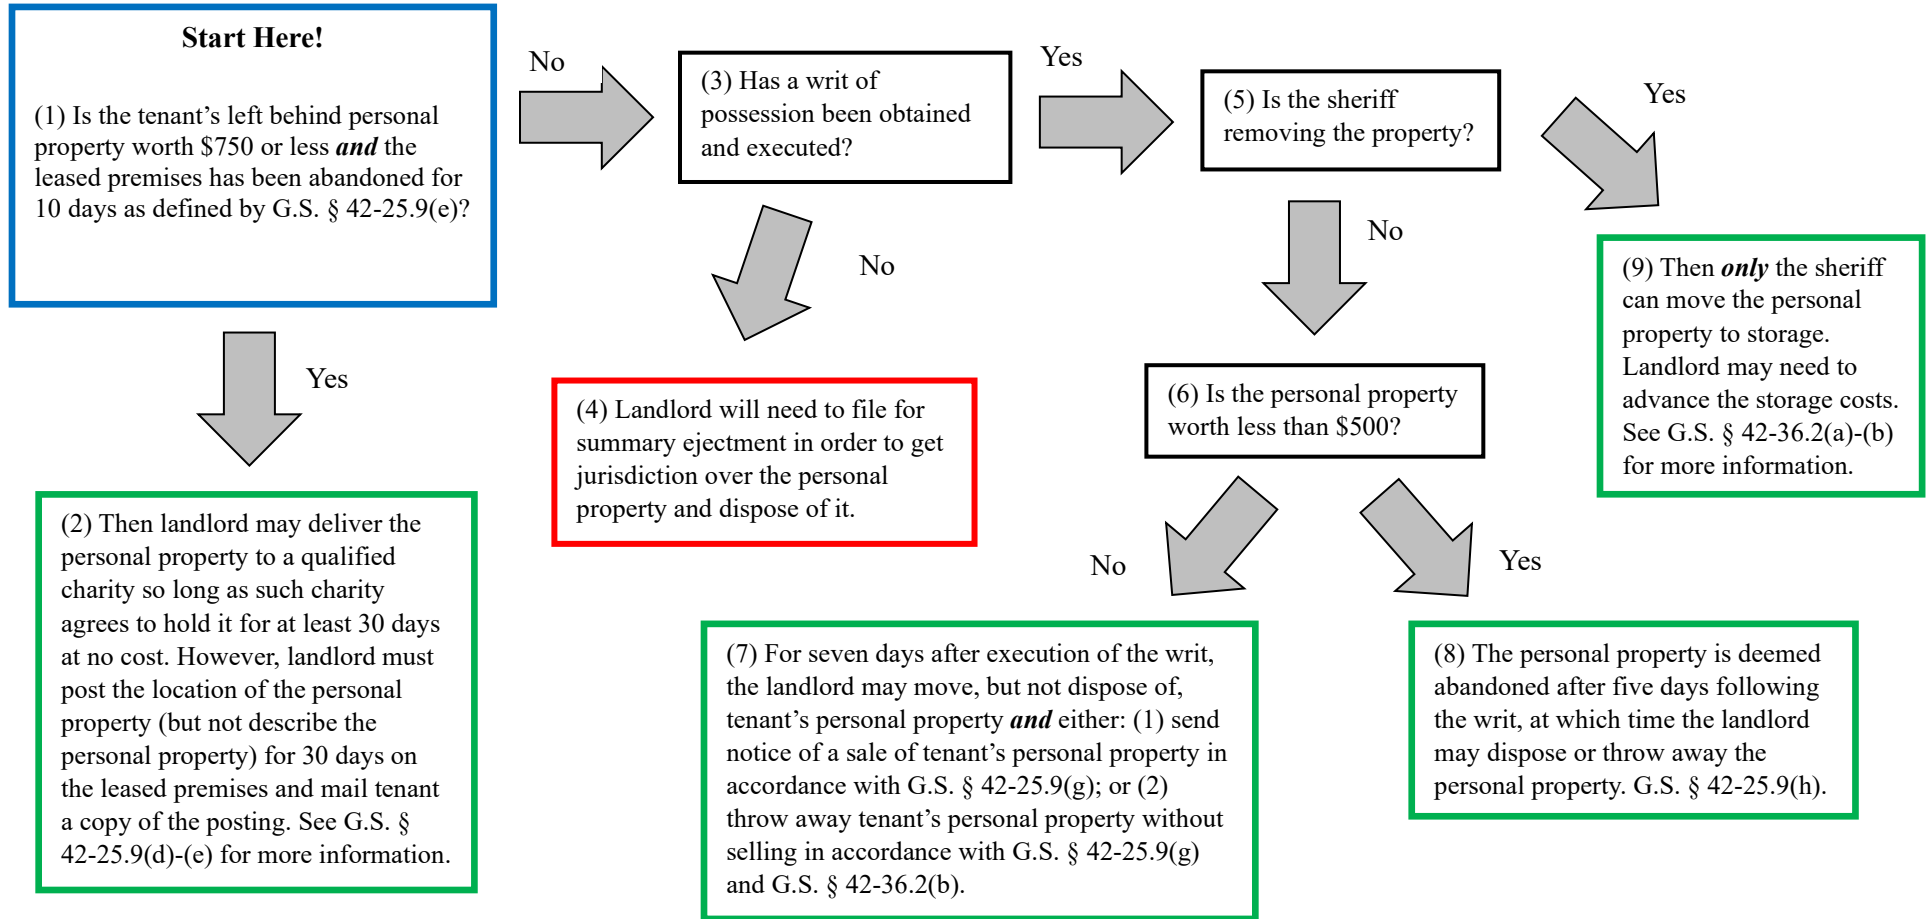 Start Here!
(1) Is the tenant’s left behind personal
property worth $750 or less and the
leased premises has been abandoned for
10 days as defined by G.S. § 42-25.9(e)?
No
(3) Has a writ of
possession been obtained
and executed?
Yes
(5) Is the sheriff
removing the property?
Yes
No
No
Yes
(9) Then only the sheriff
can move the personal
property to storage.
Landlord may need to
advance the storage costs.
See G.S. § 42-36.2(a)-(b)
for more information.
(4) Landlord will need to file for
summary ejectment in order to get
jurisdiction over the personal
property and dispose of it.
(6) Is the personal property
worth less than $500?
(2) Then landlord may deliver the
personal property to a qualified
charity so long as such charity
agrees to hold it for at least 30 days
at no cost. However, landlord must
post the location of the personal
property (but not describe the
personal property) for 30 days on
the leased premises and mail tenant
a copy of the posting. See G.S. §
42-25.9(d)-(e) for more information.
No
Yes
(7) For seven days after execution of the writ,
the landlord may move, but not dispose of,
tenant’s personal property and either: (1) send
notice of a sale of tenant’s personal property in
accordance with G.S. § 42-25.9(g); or (2)
throw away tenant’s personal property without
selling in accordance with G.S. § 42-25.9(g)
and G.S. § 42-36.2(b).
(8) The personal property is deemed
abandoned after five days following
the writ, at which time the landlord
may dispose or throw away the
personal property. G.S. § 42-25.9(h).